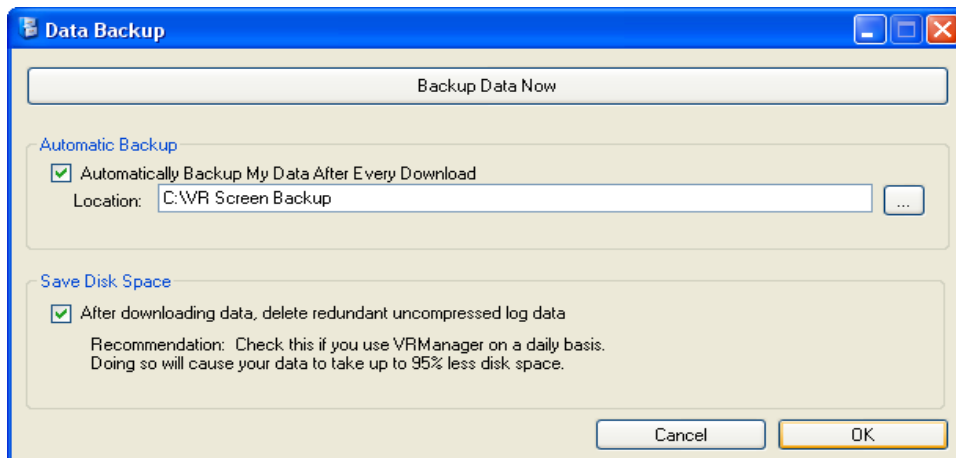 Data Backup
Backup Data Now
Automatic Backup
Automatically Backup My Data After Every Download
Location: C:\VR Screen Backup ...
Save Disk Space
After downloading data, delete redundant uncompressed log data
Recommendation: Check this if you use VRManager on a daily basis.
Doing so will cause your data to take up to 95% less disk space.
Cancel OK